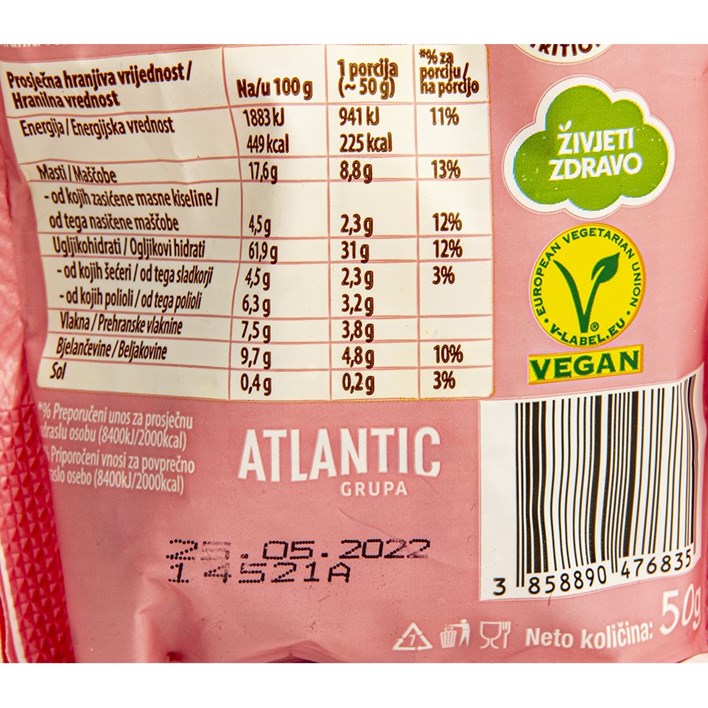 TRITIO
Prosječna hranjiva vrijednost / Hranilna vrednost Na/u 100 g 1 porcija (~ 50 g) *% za porciju / na porcijo
Energija / Energijska vrednost 1883 kJ 941 kJ 11%
449 kcal 225 kcal
Masti / Maščobe 17,6 g 8,8 g 13%
- od kojih zasićene masne kiseline /
od tega nasičene maščobe 4,5 g 2,3 g 12%
Ugljikohidrati / Ogljikovi hidrati 61,9 g 31 g 12%
- od kojih šećeri / od tega sladkorji 4,5 g 2,3 g 3%
- od kojih polioli / od tega polioli 6,3 g 3,2 g
Vlakna / Prehranske vlaknine 7,5 g 3,8 g
Bjelančevine / Beljakovine 9,7 g 4,8 g 10%
Sol 0,4 g 0,2 g 3%
*% Preporučeni unos za prosječnu
odraslu osobu (8400kJ/2000kcal)
*% Priporočeni vnosi za povprečno
odraslo osebo (8400kJ/2000kcal)
ŽIVJETI
ZDRAVO
EUROPEAN VEGETARIAN UNION
V-LABEL.EU
VEGAN
ATLANTIC
GRUPA
25.05.2022
14521A
3 858890 476835
7
Neto količina: 50g